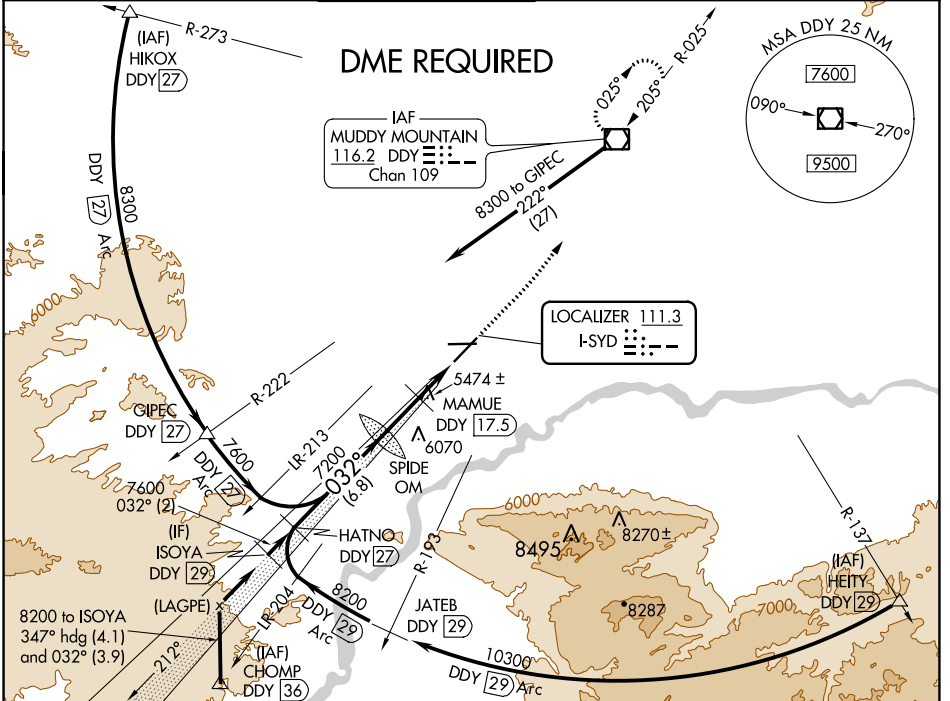 DME REQUIRED
(IAF)
HIKOX
DDY 27
R-273
DDY 27 Arc
8300
IAF
MUDDY MOUNTAIN
116.2 DDY
Chan 109
025°
205°
R-025
8300 to GIPEC
222°
(27)
MSA DDY 25 NM
7600
090°
270°
9500
LOCALIZER 111.3
I-SYD
6000
GIPEC
DDY 27
R-222
7600
DDY 27
Arc
LR-213
7200
032°
(6.8)
5474 ±
MAMUE
DDY 17.5
6070
SPIDE
OM
7600
032° (2)
(IF)
ISOYA
DDY 29
HATNO
DDY 27
(LAGPE)
LR-204
8200
DDY 29
Arc
R-193
JATEB
DDY 29
8200 to ISOYA
347° hdg (4.1)
and 032° (3.9)
212°
(IAF)
CHOMP
DDY 36
6000
8495
8270 ±
8287
7000
R-137
(IAF)
HEITY
DDY 29
10300
DDY 29 Arc